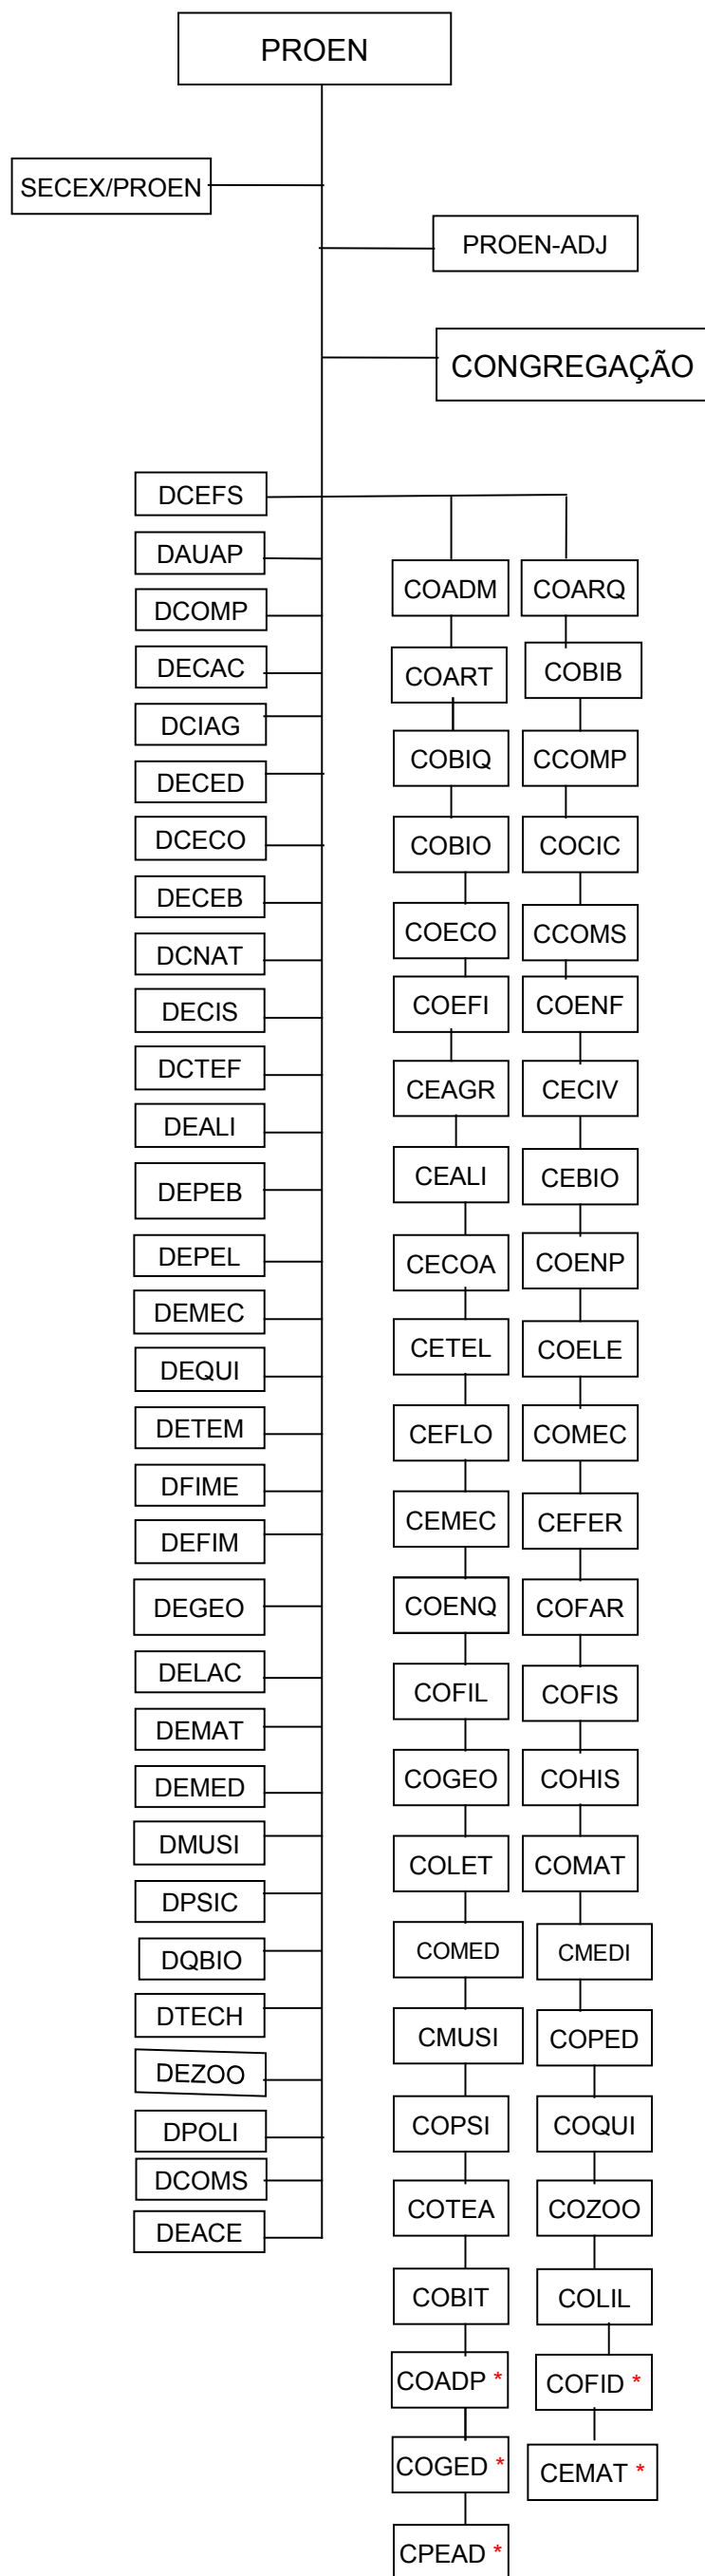 PROEN
SECEX/PROEN
PROEN-ADJ
CONGREGAÇÃO
DCEFS
DAUAP
DCOMP
DECAC
DCIAG
DECED
DCECO
DECEB
DCNAT
DECIS
DCTEF
DEALI
DEPEB
DEPEL
DEMEC
DEQUI
DETEM
DFIME
DEFIM
DEGEO
DELAC
DEMAT
DEMED
DMUSI
DPSIC
DQBIO
DTECH
DEZOO
DPOLI
DCOMS
DEACE
COADM
COART
COBIQ
COBIO
COECO
COEFI
CEAGR
CEALI
CECOA
CETEL
CEFLO
CEMEC
COENQ
COFIL
COGEO
COLET
COMED
CMUSI
COPSI
COTEA
COBIT
COADP *
COGED *
CPEAD *
COARQ
COBIB
CCOMP
COCIC
CCOMS
COENF
CECIV
CEBIO
COENP
COELE
COMEC
CEFER
COFAR
COFIS
COHIS
COMAT
CMEDI
COPED
COQUI
COZOO
COLIL
COFID *
CEMAT *